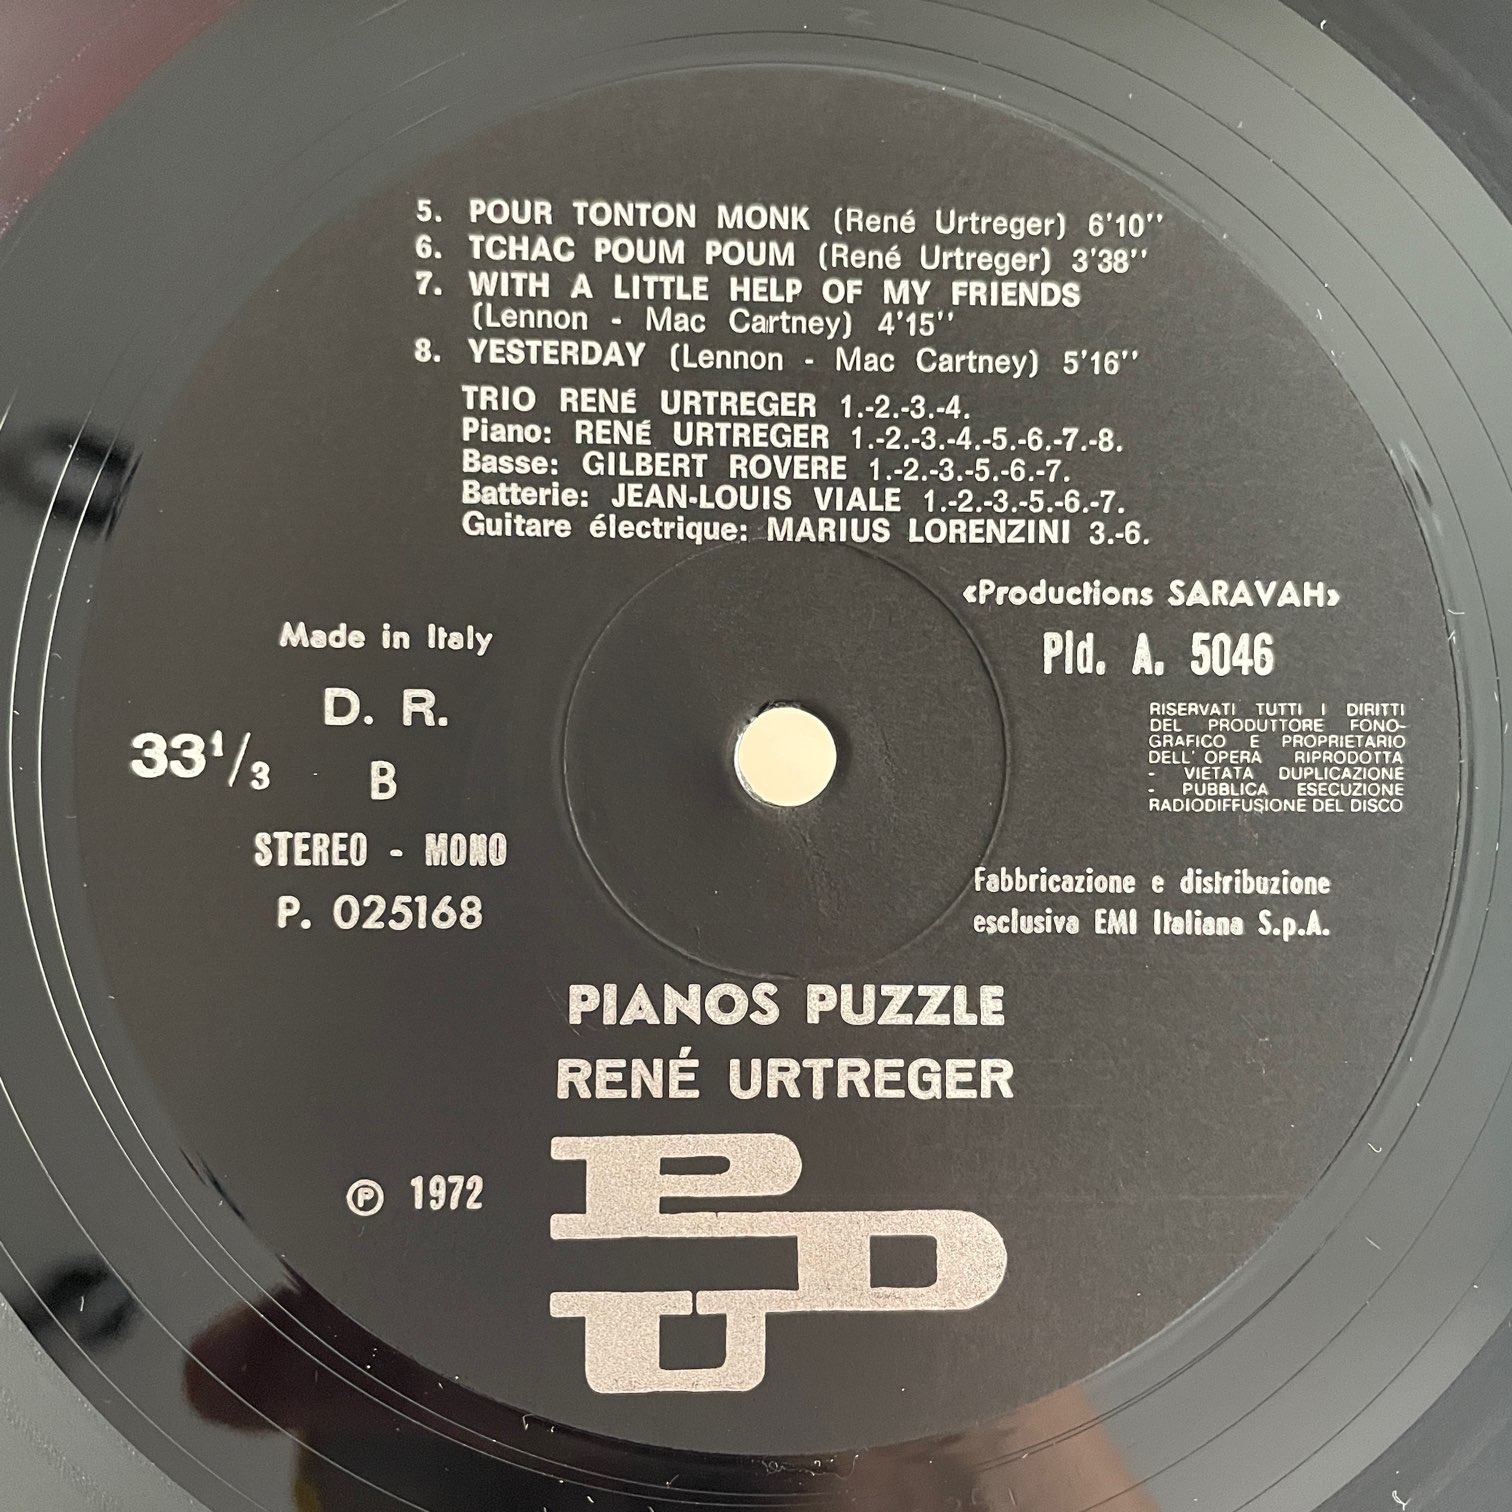 5. POUR TONTON MONK (René Urtreger) 6'10''
6. TCHAC POUM POUM (René Urtreger) 3'38''
7. WITH A LITTLE HELP OF MY FRIENDS
(Lennon - Mac Cartney) 4'15''
8. YESTERDAY (Lennon - Mac Cartney) 5'16''
TRIO RENÉ URTREGER 1.-2.-3.-4.
Piano: RENÉ URTREGER 1.-2.-3.-4.-5.-6.-7.-8.
Basse: GILBERT ROVERE 1.-2.-3.-5.-6.-7.
Batterie: JEAN-LOUIS VIALE 1.-2.-3.-5.-6.-7.
Guitare électrique: MARIUS LORENZINI 3.-6.
«Productions SARAVAH»
Pld. A. 5046
RISERVATI TUTTI I DIRITTI
DEL PRODUTTORE FONO-
GRAFICO E PROPRIETARIO
DELL' OPERA RIPRODOTTA
- VIETATA DUPLICAZIONE
- PUBBLICA ESECUZIONE
RADIODIFFUSIONE DEL DISCO
Made in Italy
D. R.
33 1/3
B
STEREO - MONO
P. 025168
Fabbricazione e distribuzione
esclusiva EMI Italiana S.p.A.
PIANOS PUZZLE
RENÉ URTREGER
℗ 1972
PDU